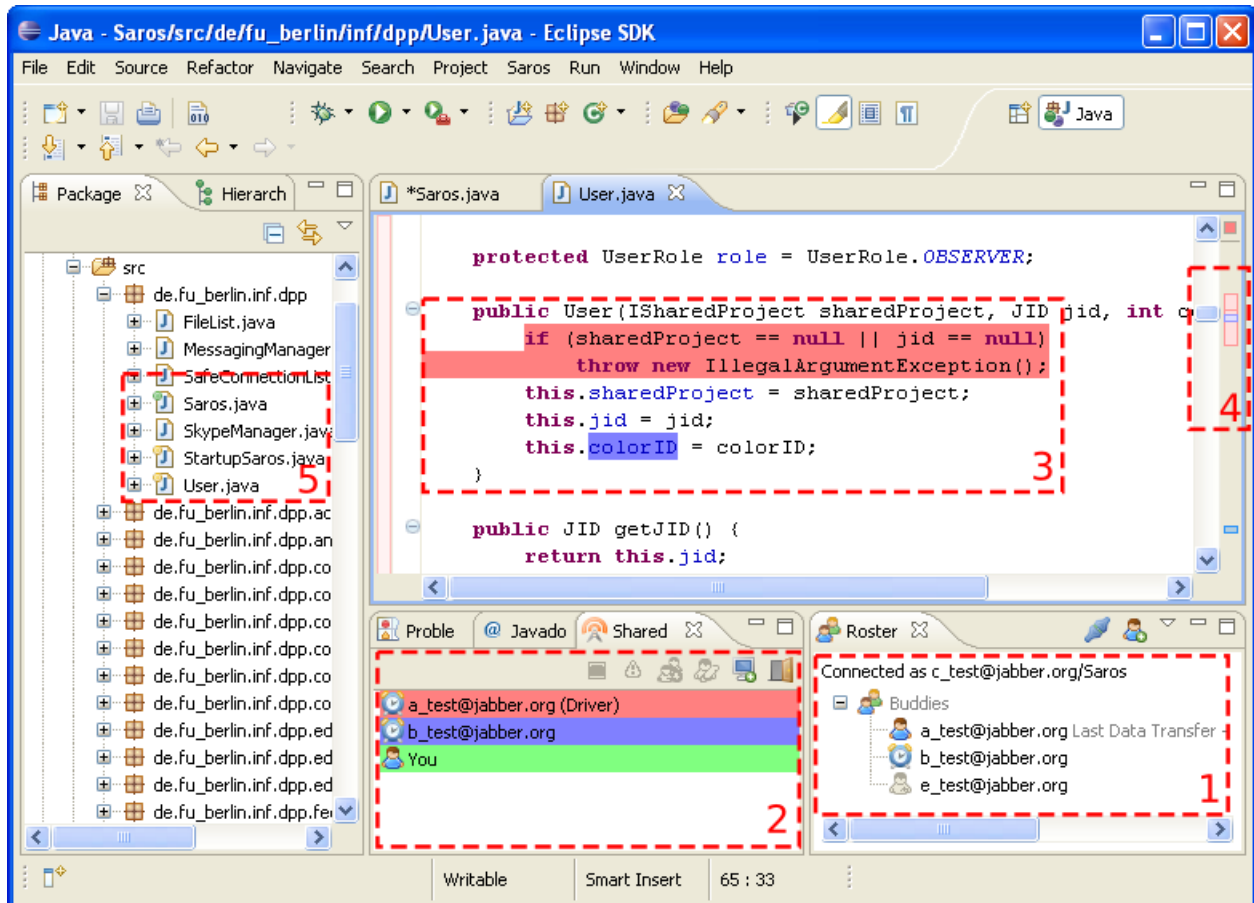 Java - Saros/src/de/fu_berlin/inf/dpp/User.java - Eclipse SDK
File Edit Source Refactor Navigate Search Project Saros Run Window Help
010
Java
Package
Hierarch
src
de.fu_berlin.inf.dpp
FileList.java
MessagingManager
SafeConnectionList
Saros.java
SkypeManager.java
StartupSaros.java
User.java
5
de.fu_berlin.inf.dpp.ac
de.fu_berlin.inf.dpp.an
de.fu_berlin.inf.dpp.co
de.fu_berlin.inf.dpp.co
de.fu_berlin.inf.dpp.co
de.fu_berlin.inf.dpp.co
de.fu_berlin.inf.dpp.co
de.fu_berlin.inf.dpp.co
de.fu_berlin.inf.dpp.ed
de.fu_berlin.inf.dpp.ed
de.fu_berlin.inf.dpp.ed
de.fu_berlin.inf.dpp.fe
*Saros.java
User.java
protected UserRole role = UserRole.OBSERVER;
public User(ISharedProject sharedProject, JID jid, int c
if (sharedProject == null || jid == null)
throw new IllegalArgumentException();
this.sharedProject = sharedProject;
this.jid = jid;
this.colorID = colorID;
}
3
4
public JID getJID() {
return this.jid;
Proble
@ Javado
Shared
a_test@jabber.org (Driver)
b_test@jabber.org
You
2
Roster
Connected as c_test@jabber.org/Saros
Buddies
a_test@jabber.org Last Data Transfer -
b_test@jabber.org
e_test@jabber.org
1
Writable
Smart Insert
65 : 33